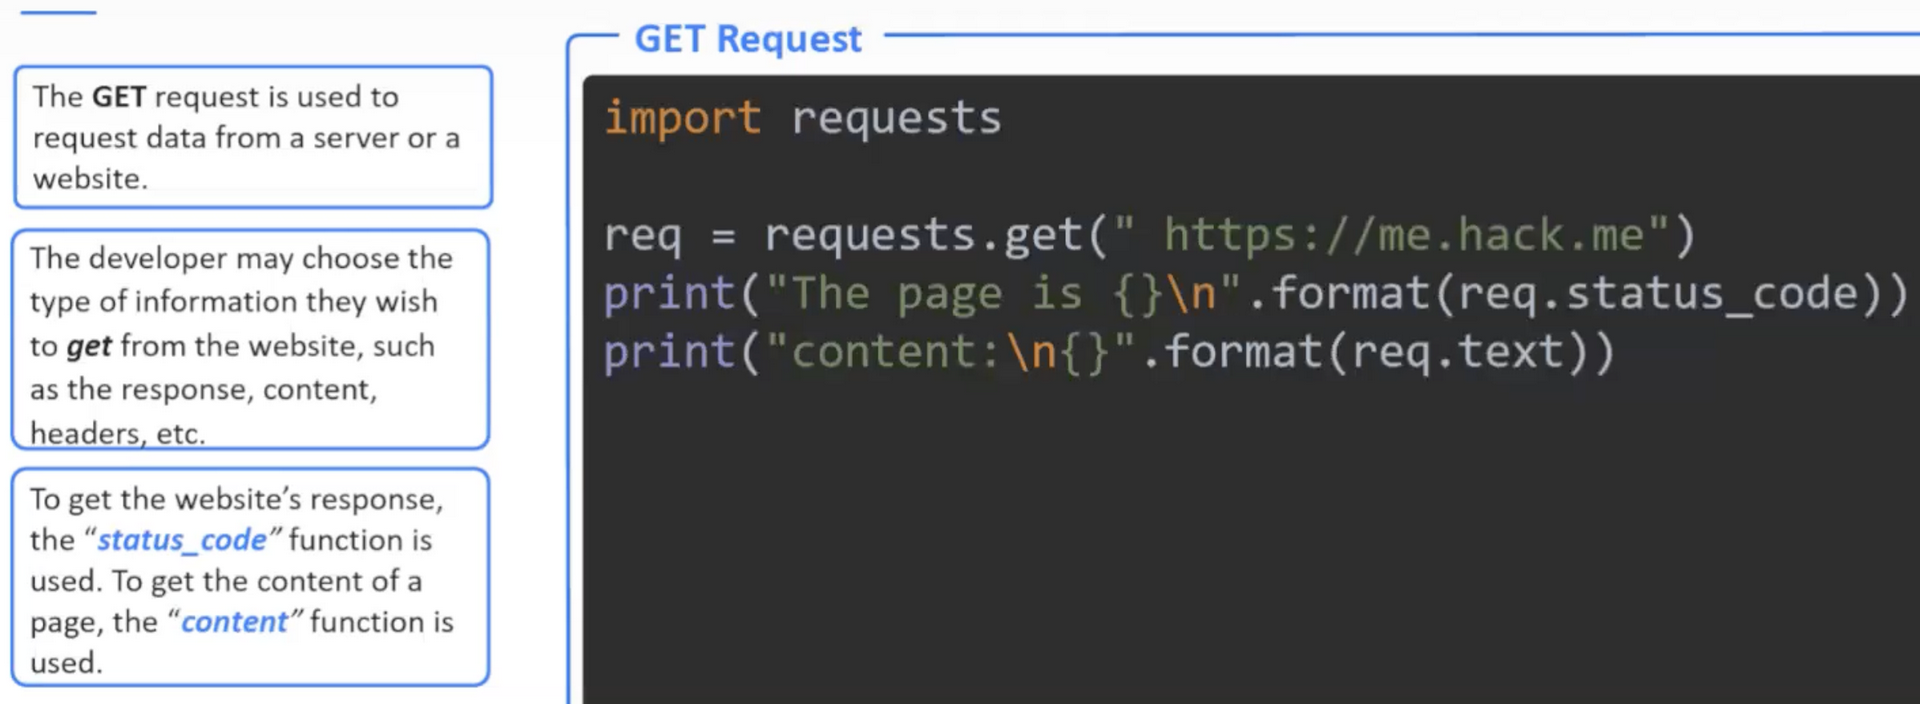 The GET request is used to
request data from a server or a
website.
The developer may choose the
type of information they wish
to get from the website, such
as the response, content,
headers, etc.
To get the website’s response,
the “status_code” function is
used. To get the content of a
page, the “content” function is
used.
GET Request
import requests
req = requests.get(" https://me.hack.me")
print("The page is {}\n".format(req.status_code))
print("content:\n{}".format(req.text))